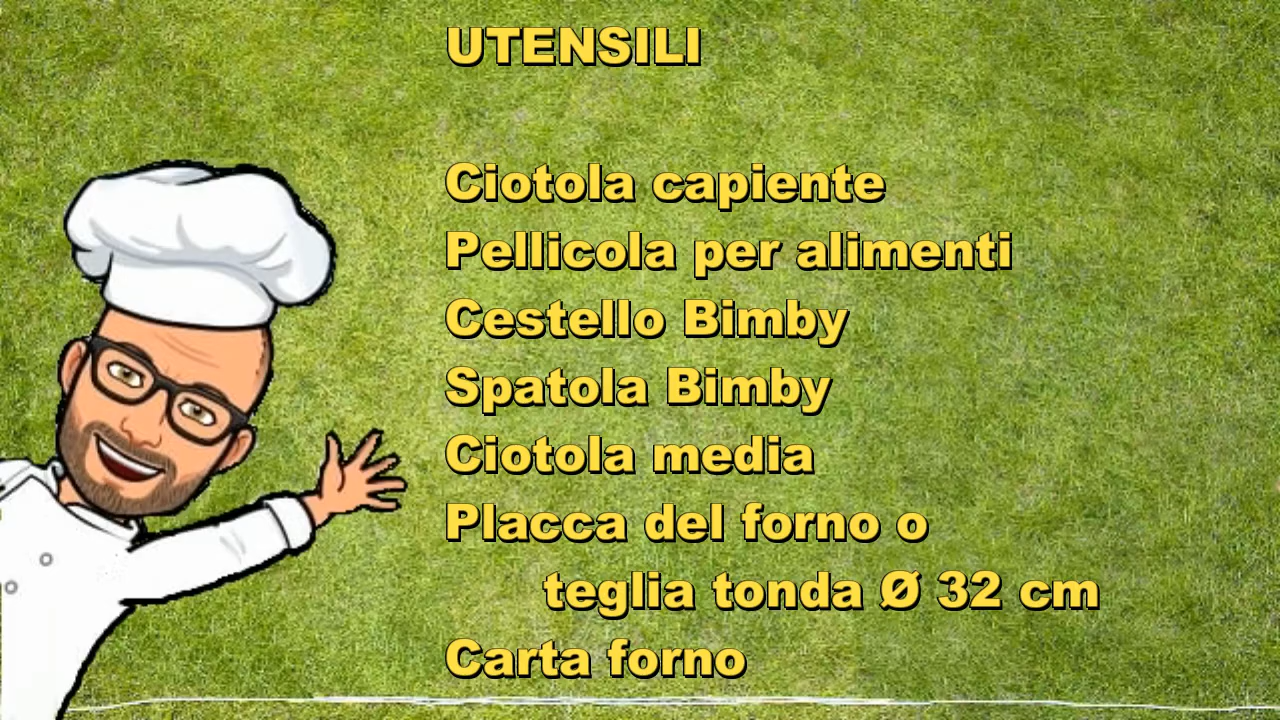 UTENSILI
Ciotola capiente
Pellicola per alimenti
Cestello Bimby
Spatola Bimby
Ciotola media
Placca del forno o
teglia tonda Ø 32 cm
Carta forno